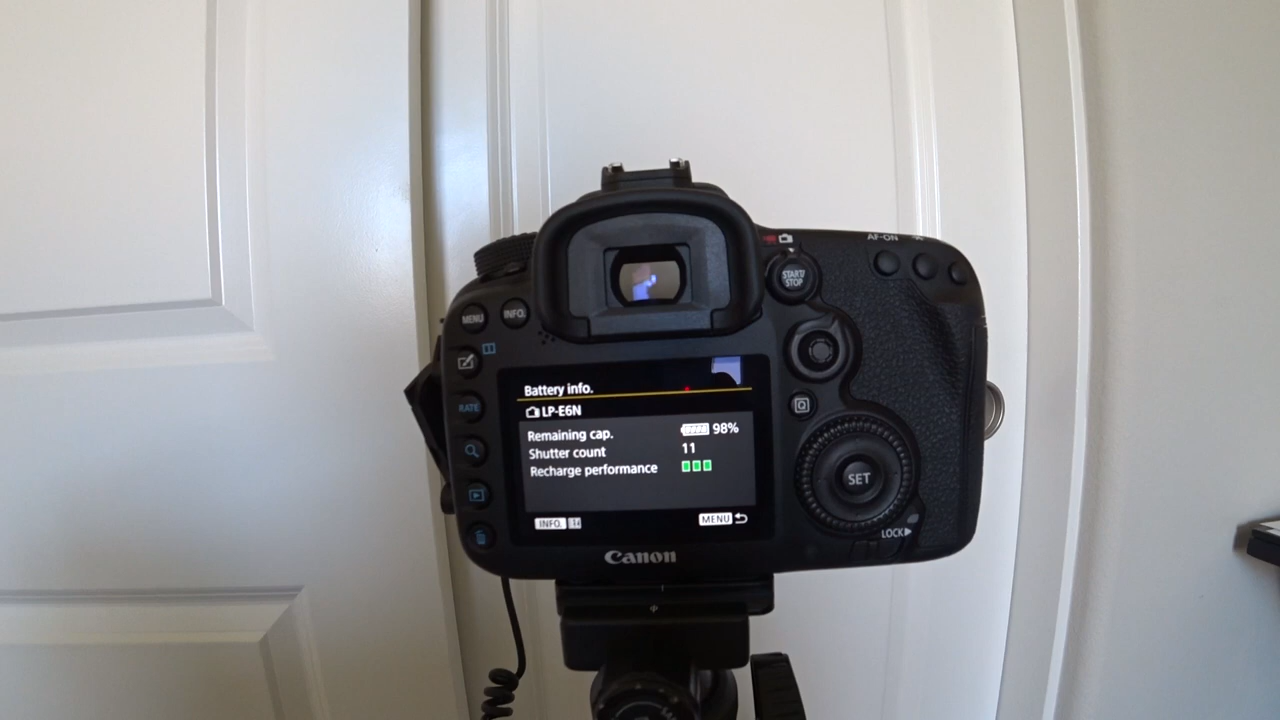 AF-ON
START/
STOP
MENU
INFO.
RATE
Q
SET
LOCK
Battery info.
LP-E6N
Remaining cap. 98%
Shutter count 11
Recharge performance
INFO.
MENU
Canon